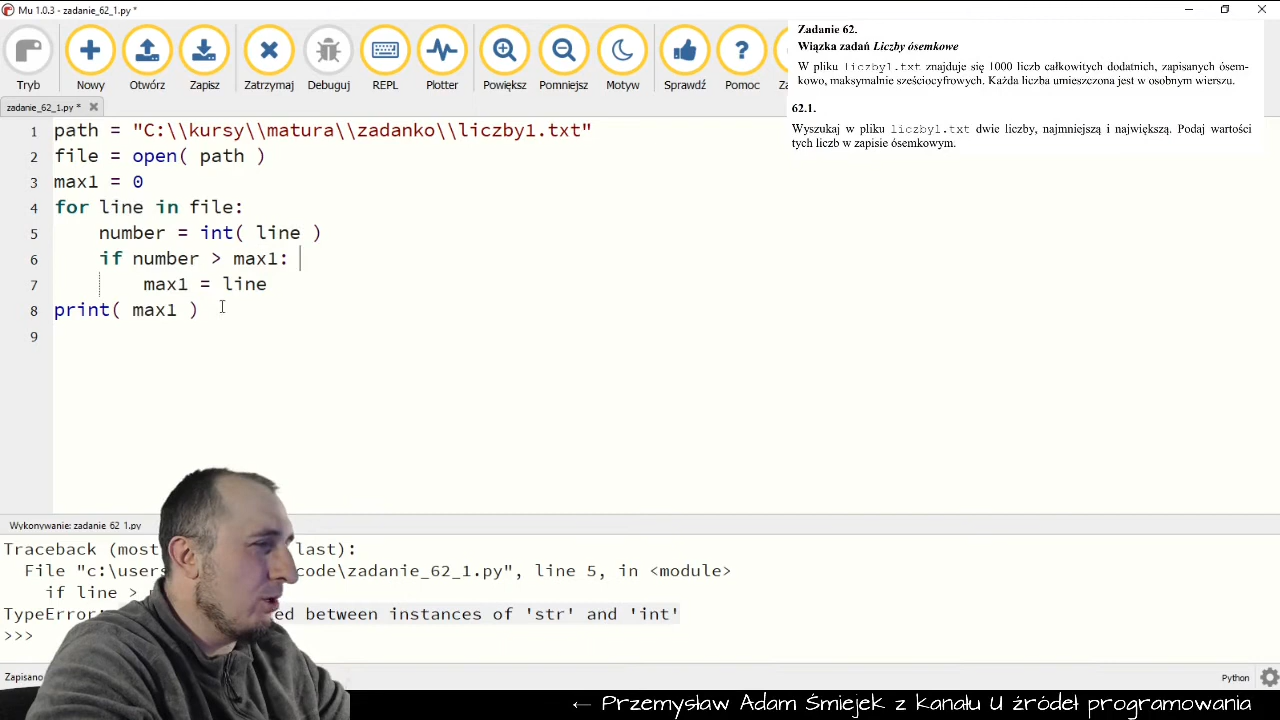 Mu 1.0.3 - zadanie_62_1.py *
Tryb Nowy Otwórz Zapisz Zatrzymaj Debuguj REPL Plotter Powiększ Pomniejsz Motyw Sprawdź Pomoc Za
zadanie_62_1.py *
1 path = "C:\\kursy\\matura\\zadanko\\liczby1.txt"
2 file = open( path )
3 max1 = 0
4 for line in file:
5 number = int( line )
6 if number > max1:
7 max1 = line
8 print( max1 )
9
Zadanie 62.
Wiązka zadań Liczby ósemkowe
W pliku liczby1.txt znajduje się 1000 liczb całkowitych dodatnich, zapisanych ósem-
kowo, maksymalnie sześciocyfrowych. Każda liczba umieszczona jest w osobnym wierszu.
62.1.
Wyszukaj w pliku liczby1.txt dwie liczby, najmniejszą i największą. Podaj wartości
tych liczb w zapisie ósemkowym.
Wykonywanie: zadanie 62 1.py
Traceback (most last):
File "c:\users code\zadanie_62_1.py", line 5, in <module>
if line >
TypeError: ed between instances of 'str' and 'int'
>>>
Zapisano
Python
← Przemysław Adam Śmiejek z kanału U źródeł programowania